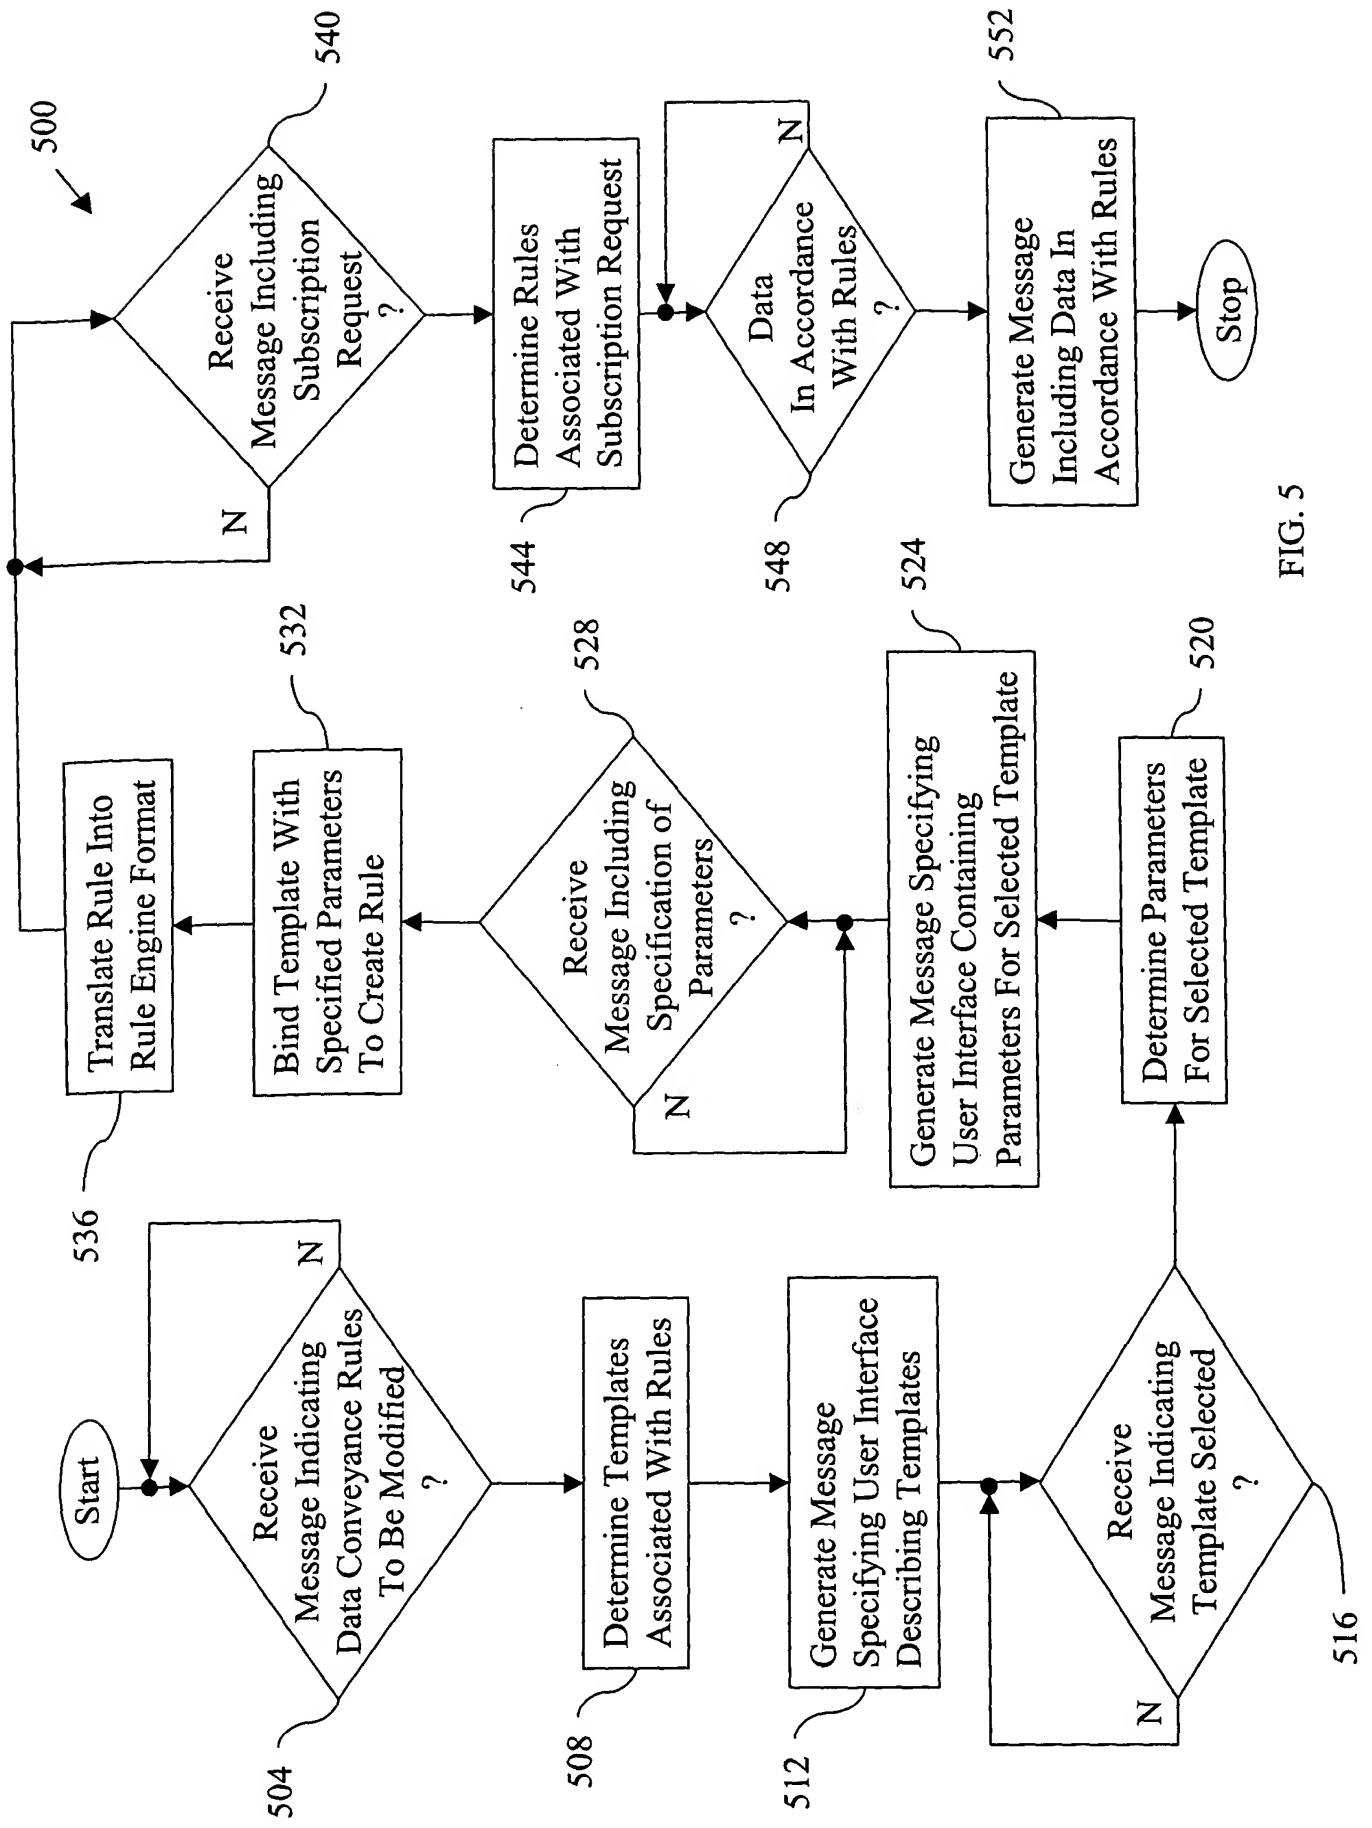 500
Start
Receive
Message Indicating
Data Conveyance Rules
To Be Modified
?
N
504
Determine Templates
Associated With Rules
508
Generate Message
Specifying User Interface
Describing Templates
512
Receive
Message Indicating
Template Selected
?
N
516
Determine Parameters
For Selected Template
520
Generate Message Specifying
User Interface Containing
Parameters For Selected Template
524
Receive
Message Including
Specification of
Parameters
?
N
528
Bind Template With
Specified Parameters
To Create Rule
532
Translate Rule Into
Rule Engine Format
536
Receive
Message Including
Subscription
Request
?
N
540
Determine Rules
Associated With
Subscription Request
544
Data
In Accordance
With Rules
?
N
548
Generate Message
Including Data In
Accordance With Rules
552
Stop
FIG. 5